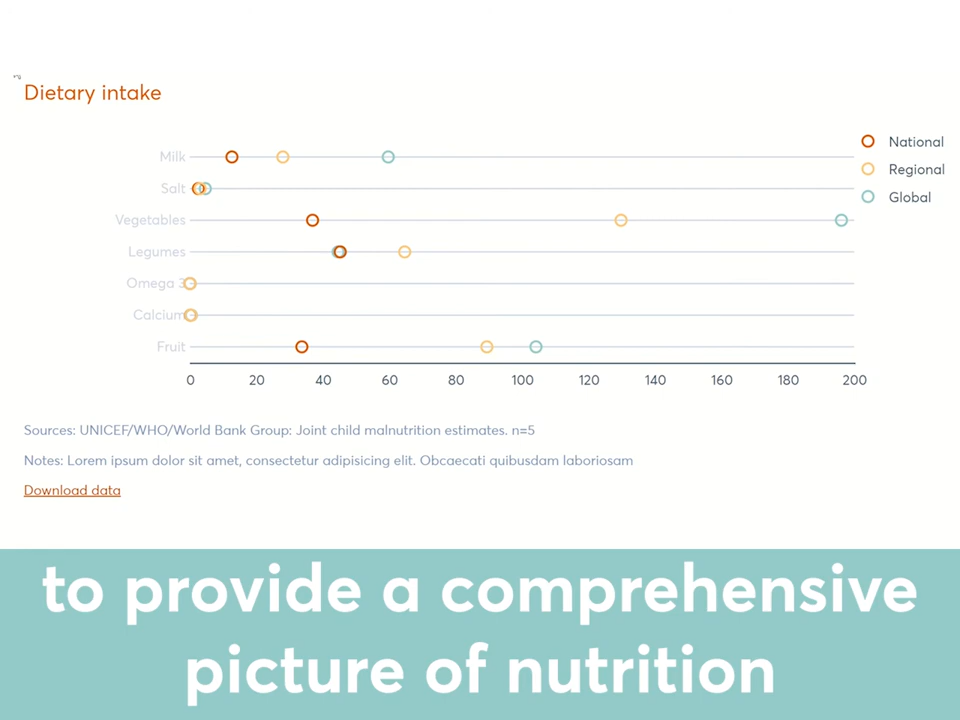 Dietary intake
National
Regional
Global
Milk
Salt
Vegetables
Legumes
Omega 3
Calcium
Fruit
0 20 40 60 80 100 120 140 160 180 200
Sources: UNICEF/WHO/World Bank Group: Joint child malnutrition estimates. n=5
Notes: Lorem ipsum dolor sit amet, consectetur adipisicing elit. Obcaecati quibusdam laboriosam
Download data
to provide a comprehensive
picture of nutrition